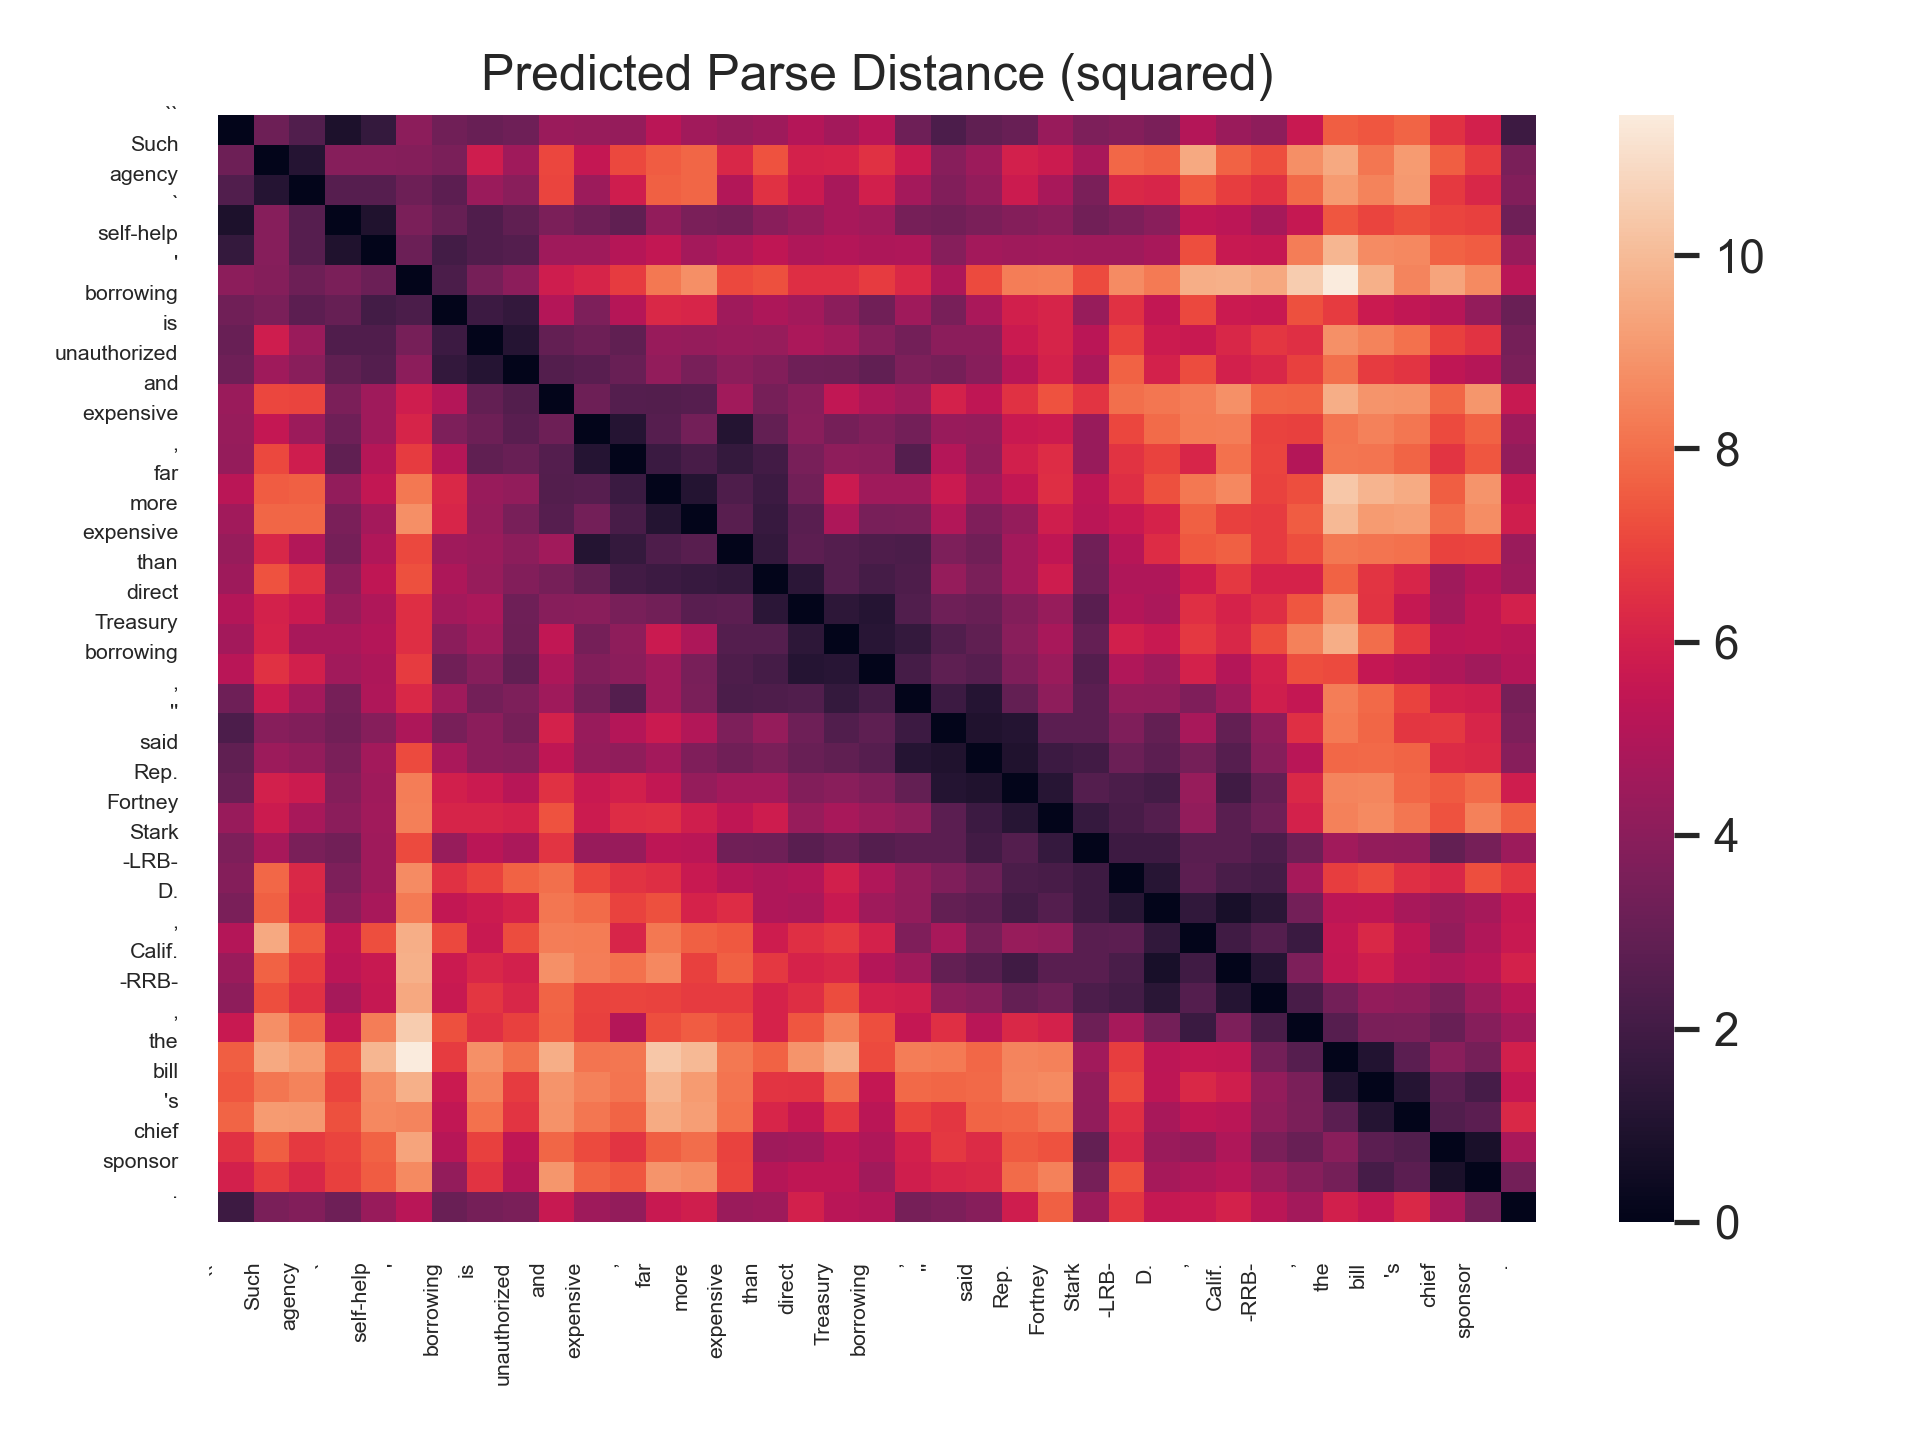 Predicted Parse Distance (squared)
``
Such
agency
`
self-help
'
borrowing
is
unauthorized
and
expensive
,
far
more
expensive
than
direct
Treasury
borrowing
,
''
said
Rep.
Fortney
Stark
-LRB-
D.
,
Calif.
-RRB-
,
the
bill
's
chief
sponsor
.
``
Such
agency
`
self-help
'
borrowing
is
unauthorized
and
expensive
,
far
more
expensive
than
direct
Treasury
borrowing
,
''
said
Rep.
Fortney
Stark
-LRB-
D.
,
Calif.
-RRB-
,
the
bill
's
chief
sponsor
.
10
8
6
4
2
0